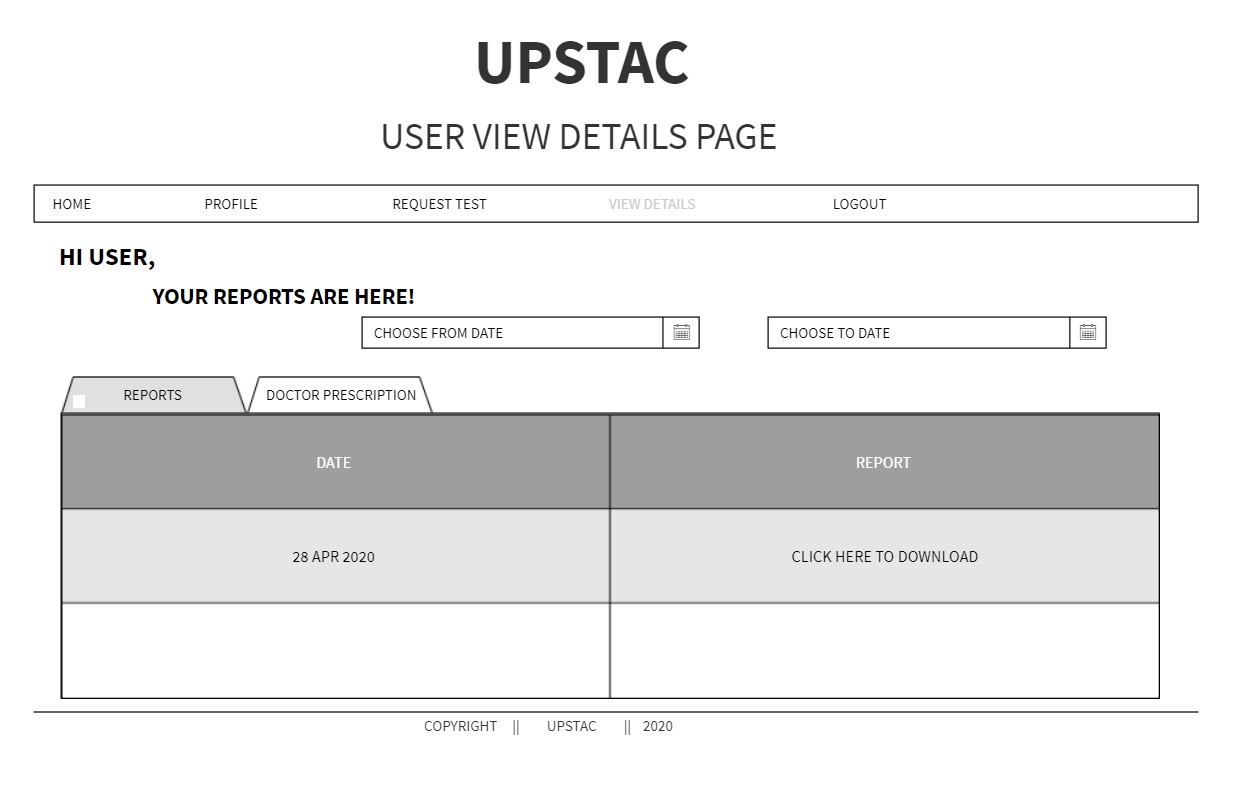 UPSTAC
USER VIEW DETAILS PAGE
HOME PROFILE REQUEST TEST VIEW DETAILS LOGOUT
HI USER,
YOUR REPORTS ARE HERE!
CHOOSE FROM DATE CHOOSE TO DATE
REPORTS DOCTOR PRESCRIPTION
DATE REPORT
28 APR 2020 CLICK HERE TO DOWNLOAD
COPYRIGHT || UPSTAC || 2020